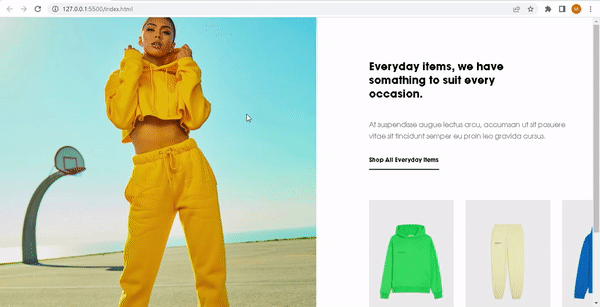 127.0.0.1:5500/index.html
M
Everyday items, we have
somathing to suit every
occasion.
At suspendisse augue lectus arcu, accumsan ut sit posuere
vitae sit tincidunt semper eu proin leo gravida cursus.
Shop All Everyday Items